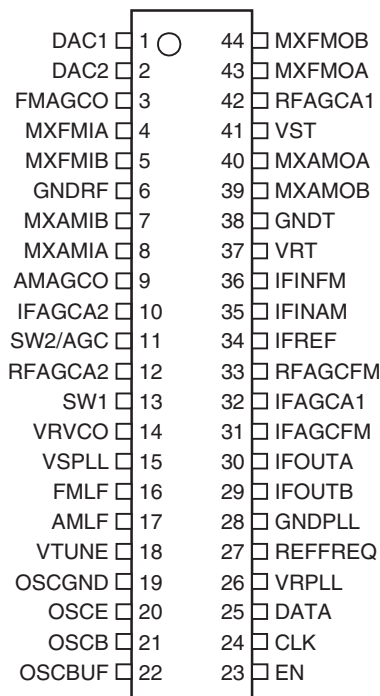 DAC1 1 44 MXFMOB
DAC2 2 43 MXFMOA
FMAGCO 3 42 RFAGCA1
MXFMIA 4 41 VST
MXFMIB 5 40 MXAMOA
GNDRF 6 39 MXAMOB
MXAMIB 7 38 GNDT
MXAMIA 8 37 VRT
AMAGCO 9 36 IFINFM
IFAGCA2 10 35 IFINAM
SW2/AGC 11 34 IFREF
RFAGCA2 12 33 RFAGCFM
SW1 13 32 IFAGCA1
VRVCO 14 31 IFAGCFM
VSPLL 15 30 IFOUTA
FMLF 16 29 IFOUTB
AMLF 17 28 GNDPLL
VTUNE 18 27 REFFREQ
OSCGND 19 26 VRPLL
OSCE 20 25 DATA
OSCB 21 24 CLK
OSCBUF 22 23 EN